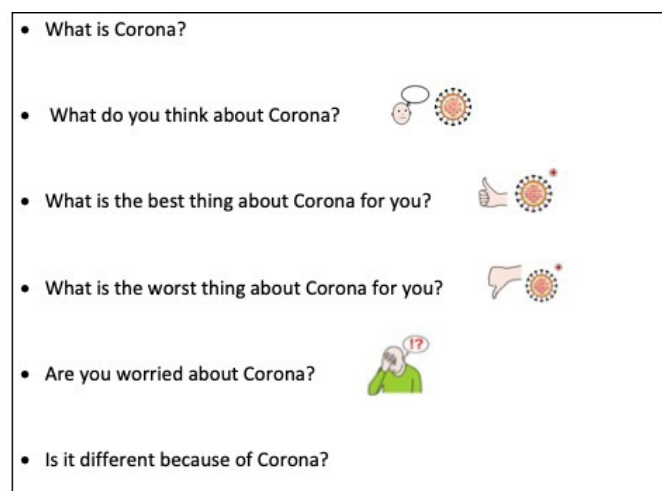 • What is Corona?
• What do you think about Corona?
• What is the best thing about Corona for you?
• What is the worst thing about Corona for you?
!?
• Are you worried about Corona?
• Is it different because of Corona?